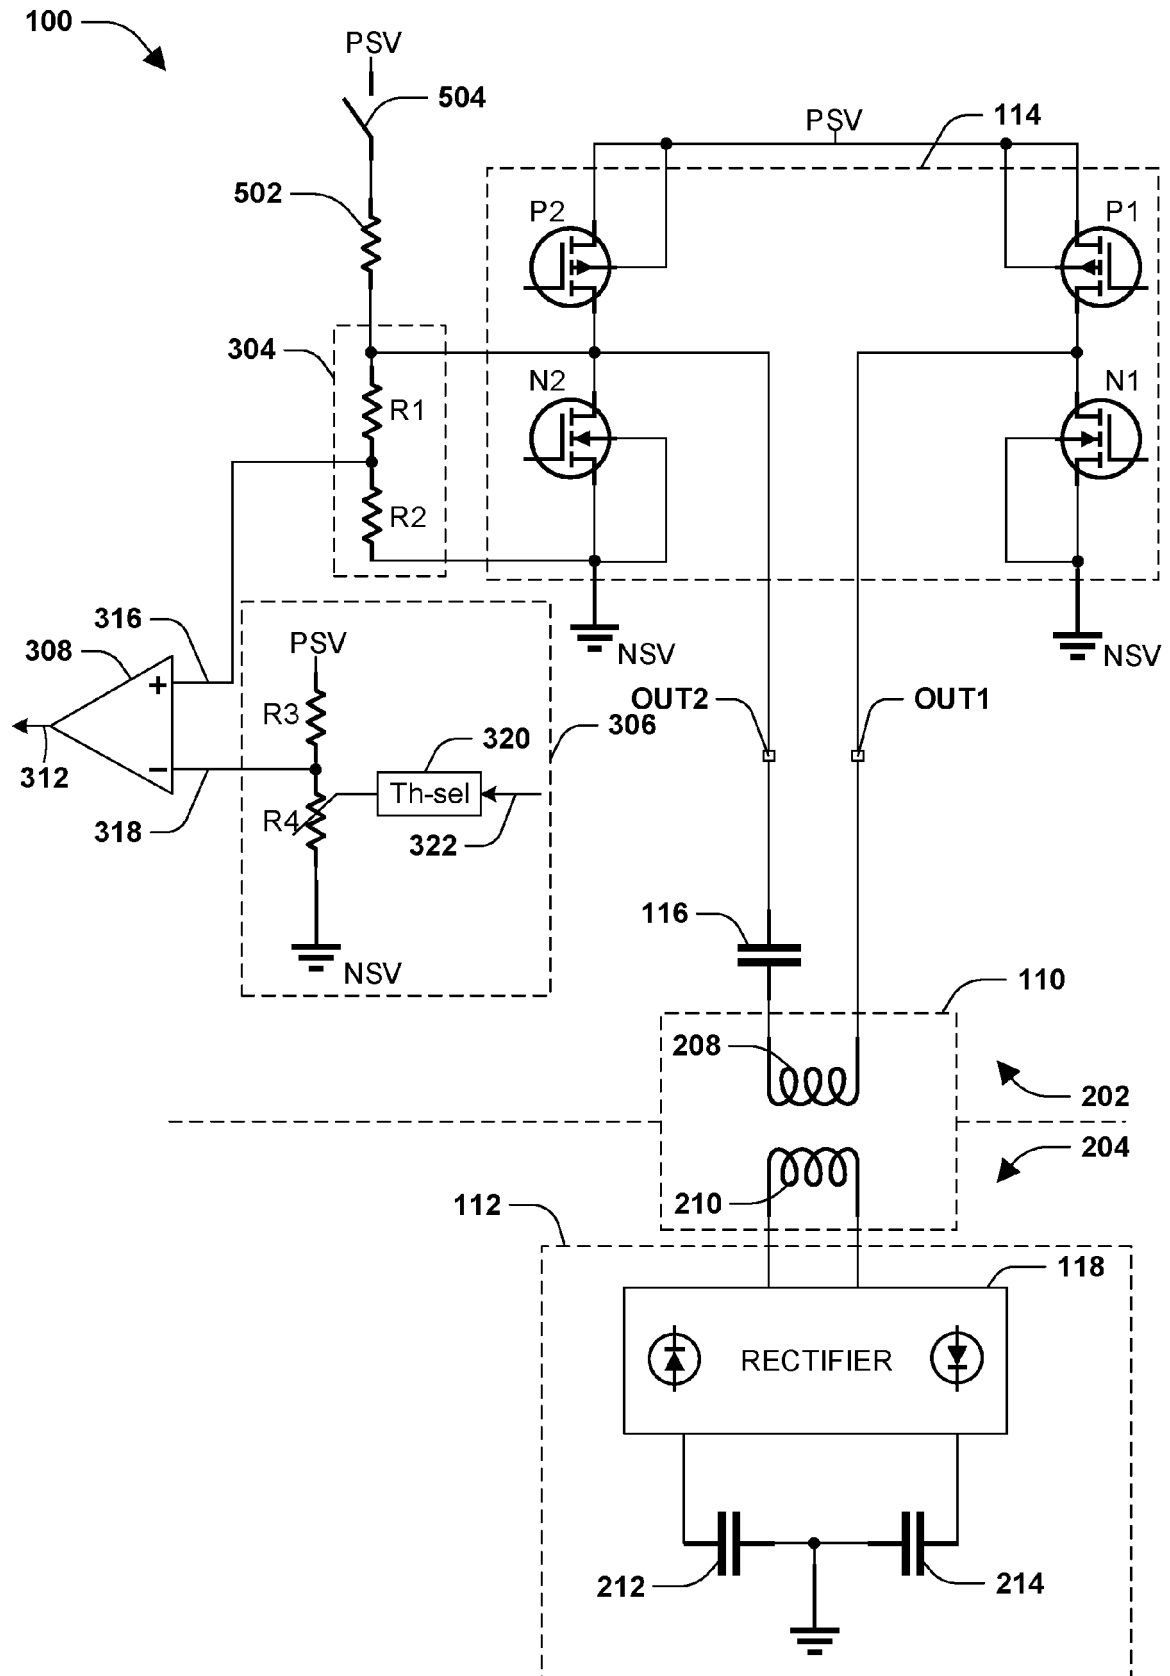 100
PSV
504
PSV
114
502
P2
P1
304
R1
N2
N1
R2
316
308
PSV
NSV
NSV
+
R3
OUT2
OUT1
306
320
312
−
Th-sel
R4
318
322
116
NSV
110
208
202
204
210
112
118
RECTIFIER
212
214